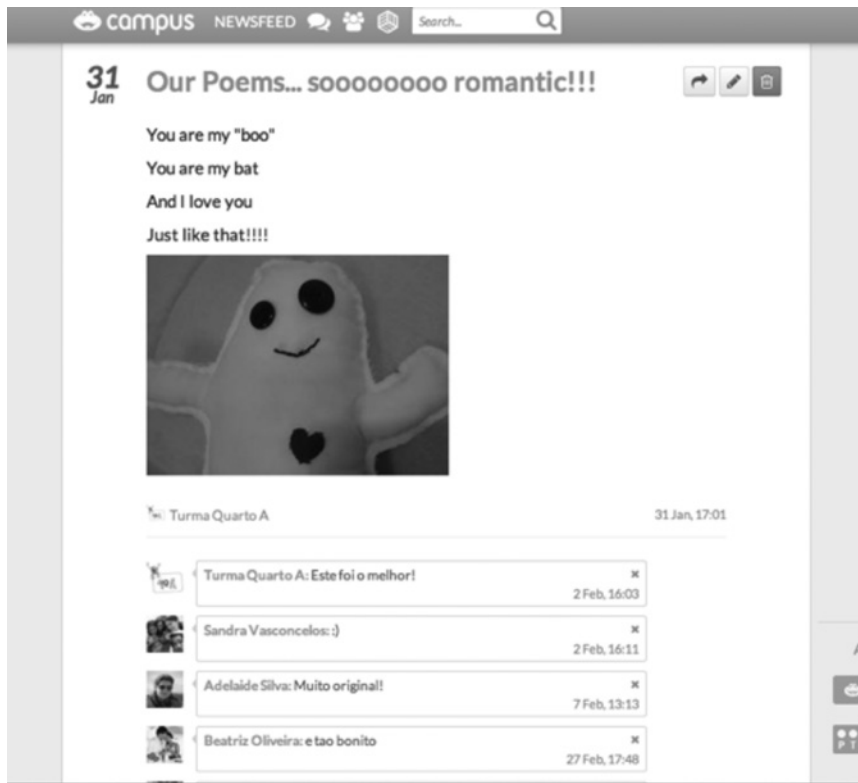 campus NEWSFEED Search...
31 Our Poems... soooooooo romantic!!!
Jan
You are my "boo"
You are my bat
And I love you
Just like that!!!!
Turma Quarto A 31 Jan, 17:01
Turma Quarto A: Este foi o melhor!
2 Feb, 16:03
Sandra Vasconcelos: :)
2 Feb, 16:11
Adelaide Silva: Muito original!
7 Feb, 13:13
Beatriz Oliveira: e tao bonito
27 Feb, 17:48